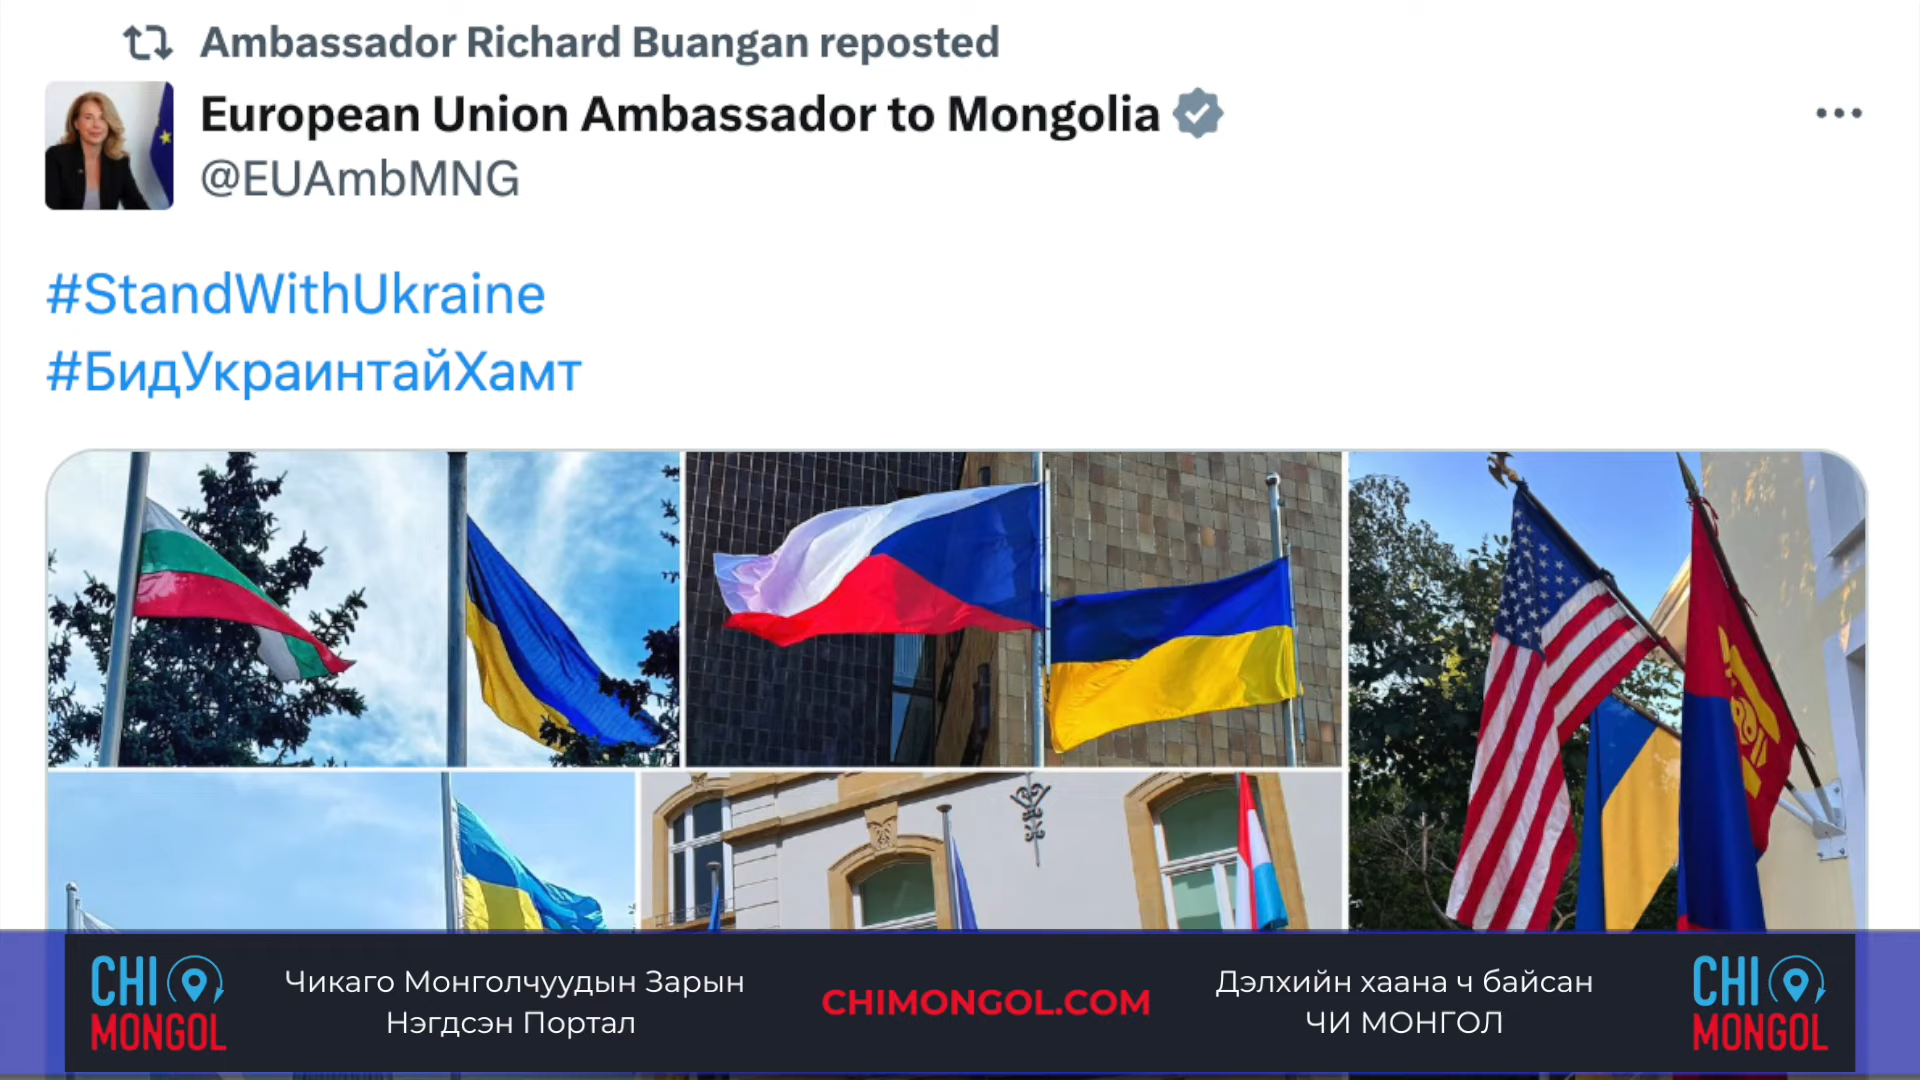 Ambassador Richard Buangan reposted
European Union Ambassador to Mongolia
@EUAmbMNG
#StandWithUkraine
#БидУкраинтайХамт
CHI
MONGOL
Чикаго Монголчуудын Зарын
Нэгдсэн Портал
CHIMONGOL.COM
Дэлхийн хаана ч байсан
ЧИ МОНГОЛ
CHI
MONGOL